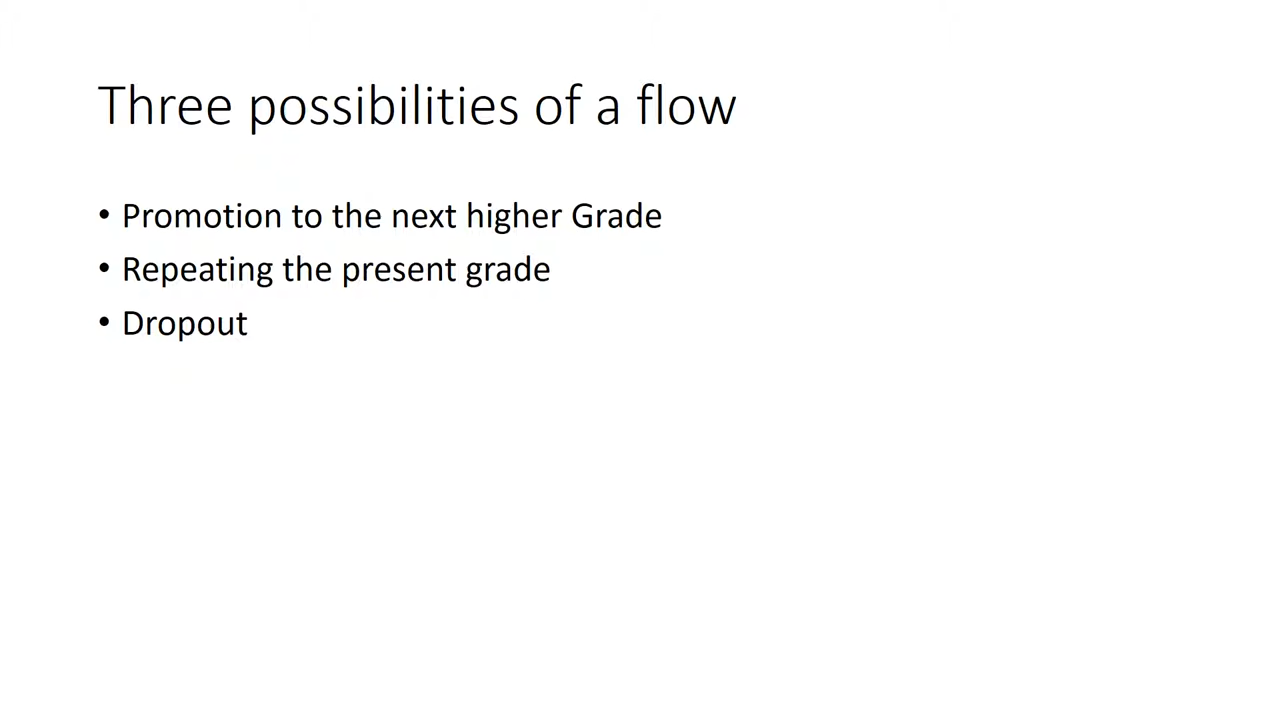 Three possibilities of a flow
• Promotion to the next higher Grade
• Repeating the present grade
• Dropout